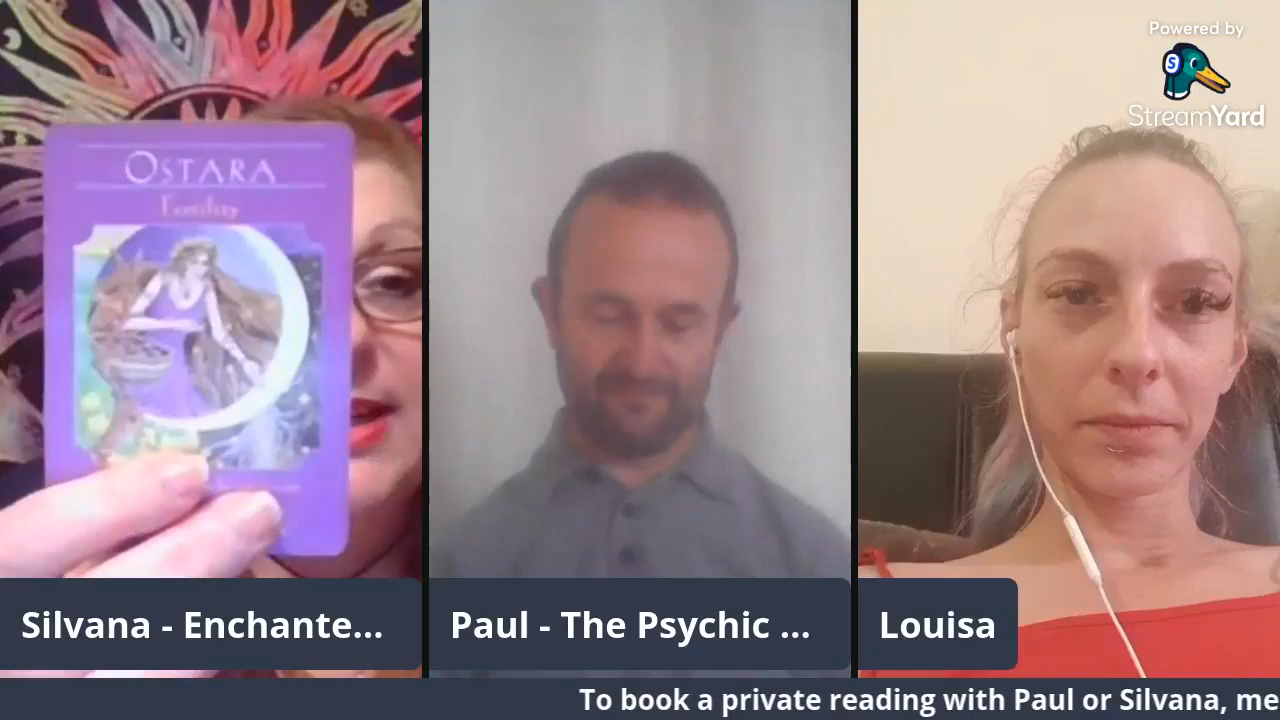 Powered by
S
StreamYard
OSTARA
Fertility
Silvana - Enchante...
Paul - The Psychic ...
Louisa
To book a private reading with Paul or Silvana, me